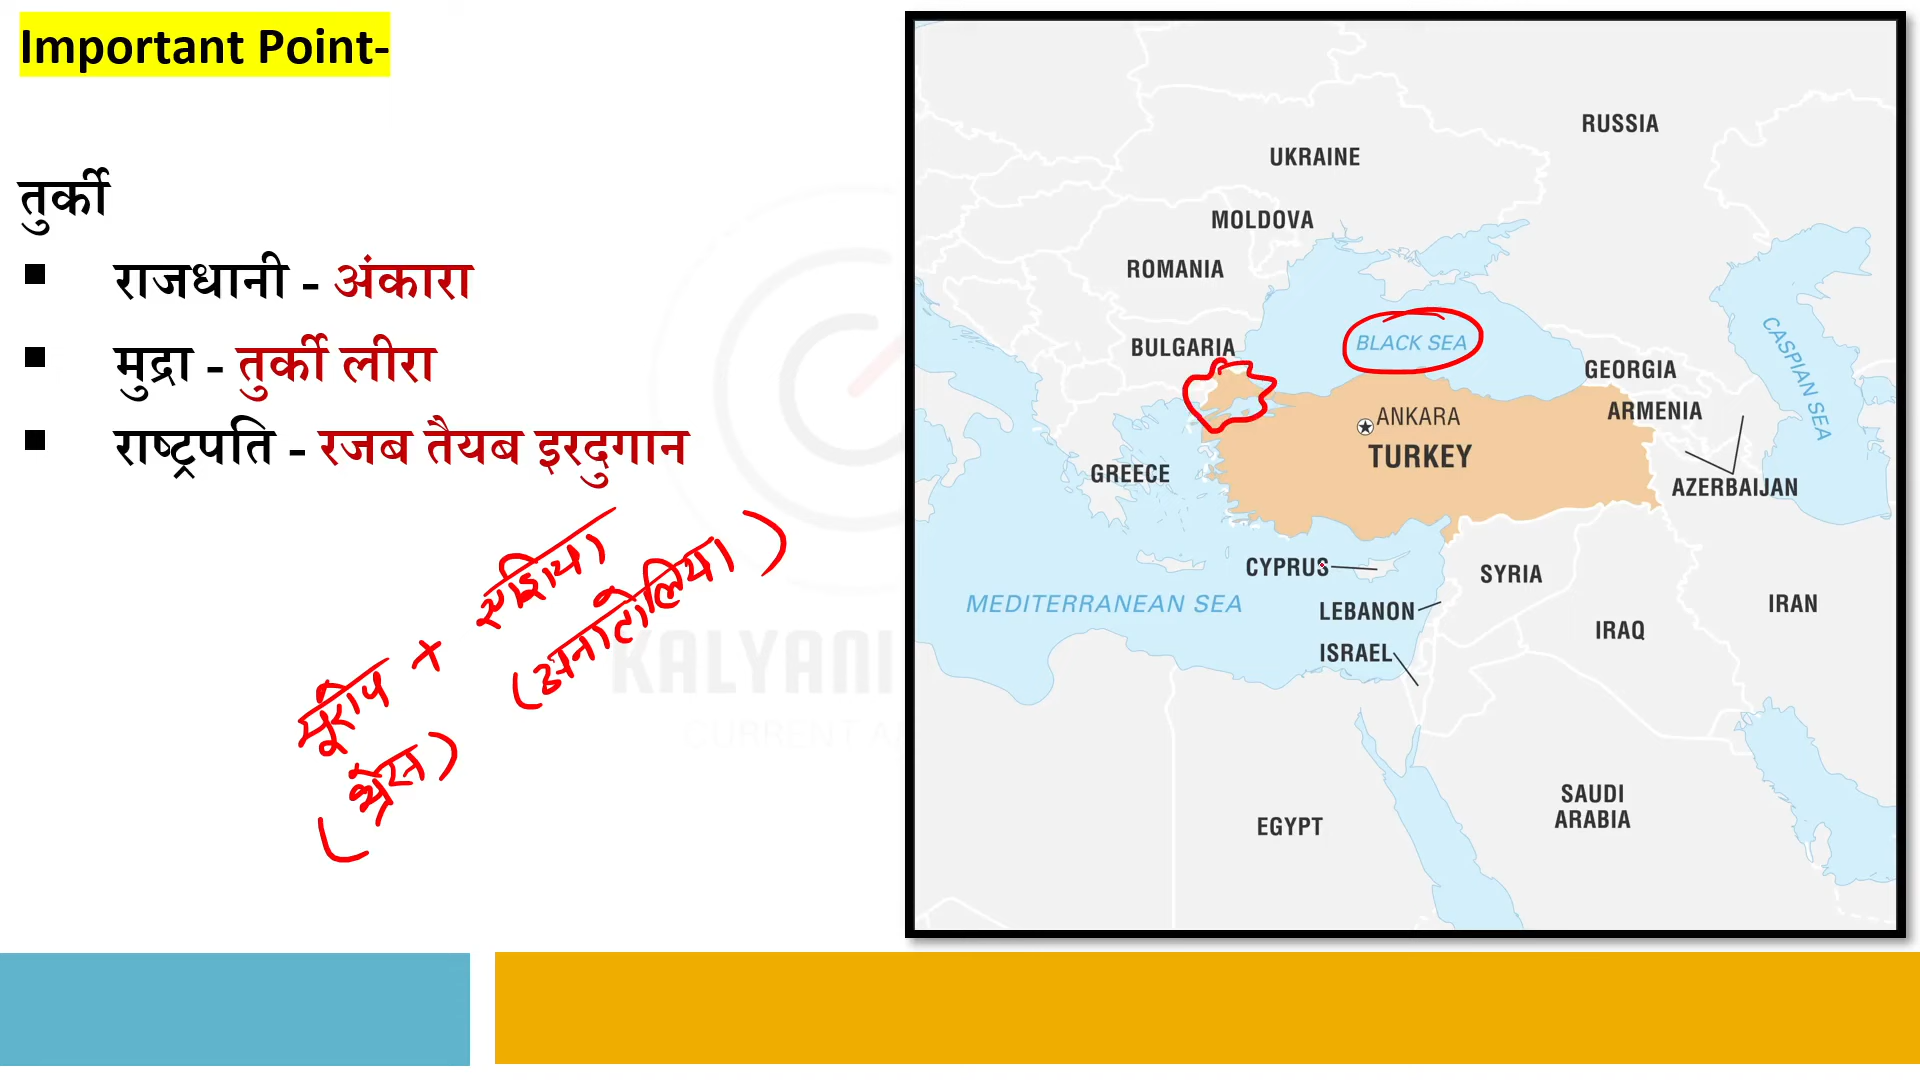 Important Point-
तुर्की
▪ राजधानी - अंकारा
▪ मुद्रा - तुर्की लीरा
▪ राष्ट्रपति - रजब तैयब इरदुगान
यूरोप + एशिया
(थ्रेस) (अनातोलिया)
KALYANI
CURRENT A
RUSSIA
UKRAINE
MOLDOVA
ROMANIA
BULGARIA
BLACK SEA
GEORGIA
CASPIAN SEA
ARMENIA
ANKARA
TURKEY
GREECE
AZERBAIJAN
CYPRUS
SYRIA
MEDITERRANEAN SEA
LEBANON
IRAN
IRAQ
ISRAEL
SAUDI
ARABIA
EGYPT